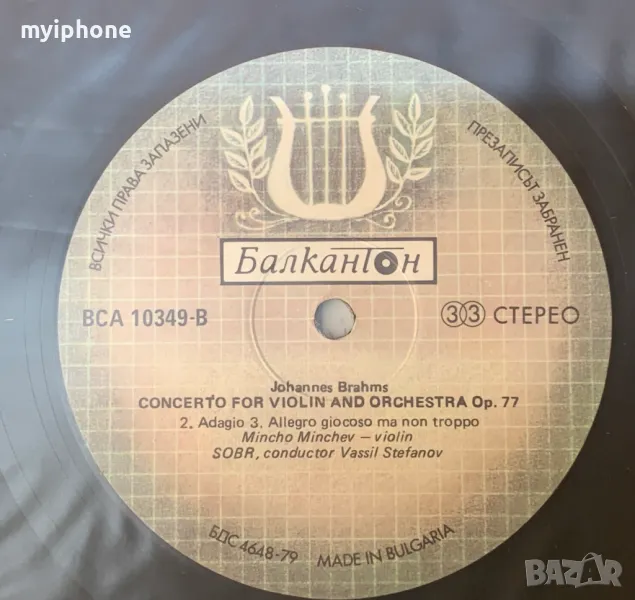 myiphone
ВСИЧКИ ПРАВА ЗАПАЗЕНИ
ПРЕЗАПИСЪТ ЗАБРАНЕН
Балкантон
ВСА 10349-В
33 СТЕРЕО
Johannes Brahms
CONCERTO FOR VIOLIN AND ORCHESTRA Op. 77
2. Adagio 3. Allegro giocoso ma non troppo
Mincho Minchev – violin
SOBR, conductor Vassil Stefanov
БДС 4648-79 MADE IN BULGARIA
BAZAR